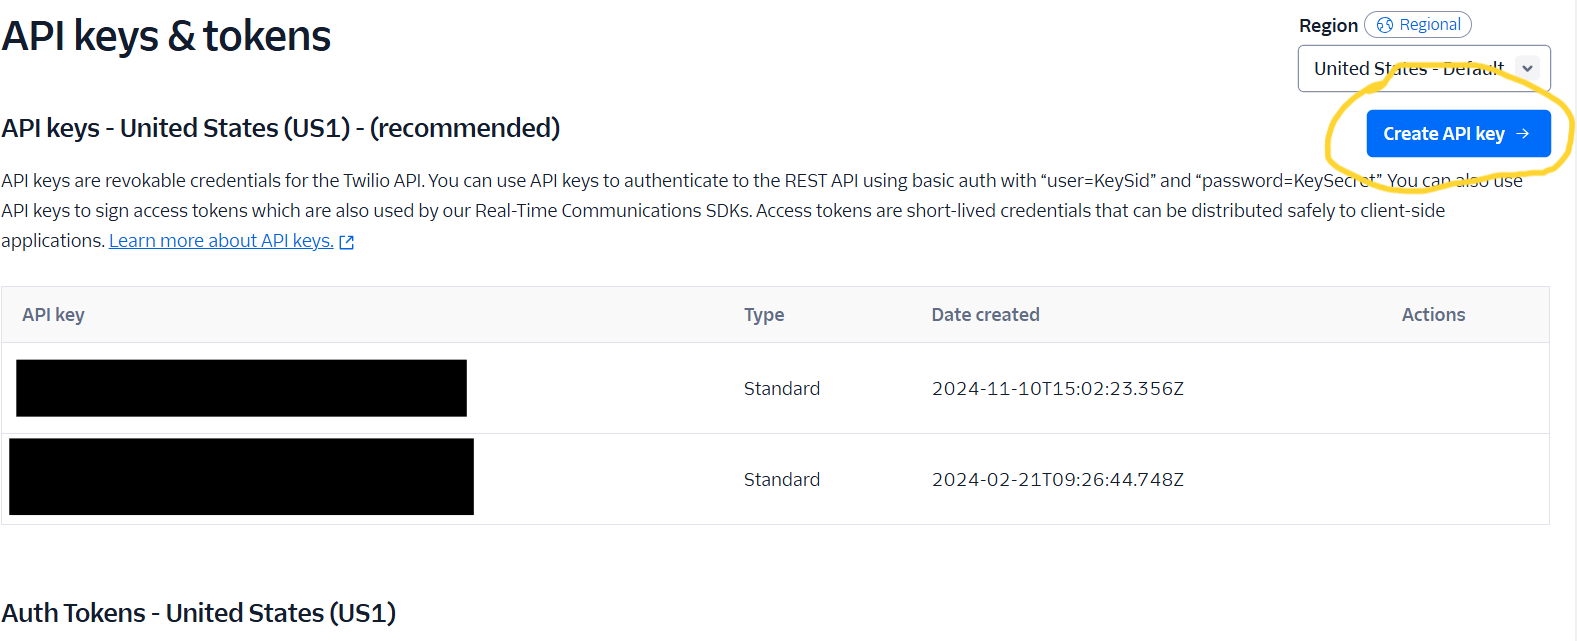 API keys & tokens
Region Regional
United States - Default
API keys - United States (US1) - (recommended)
Create API key →
API keys are revokable credentials for the Twilio API. You can use API keys to authenticate to the REST API using basic auth with “user=KeySid” and “password=KeySecret”. You can also use
API keys to sign access tokens which are also used by our Real-Time Communications SDKs. Access tokens are short-lived credentials that can be distributed safely to client-side
applications. Learn more about API keys.
API key Type Date created Actions
Standard 2024-11-10T15:02:23.356Z
Standard 2024-02-21T09:26:44.748Z
Auth Tokens - United States (US1)